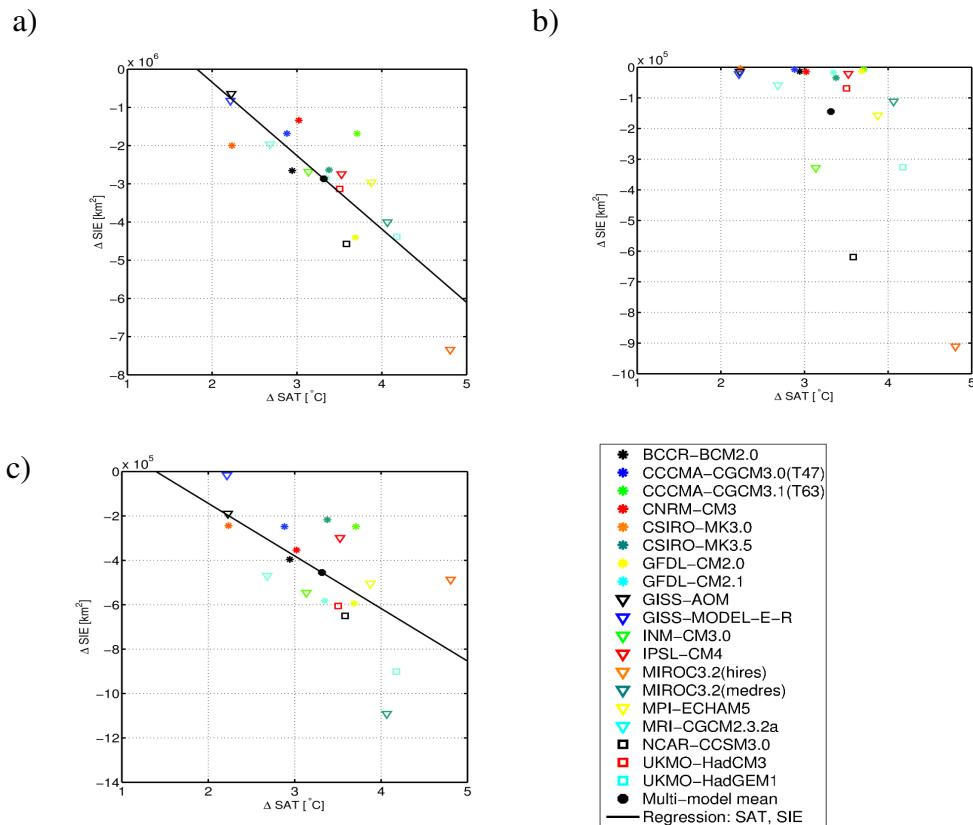 a)
× 10^6
0
−1
−2
−3
−4
−5
−6
−7
−8
Δ SIE [km²]
1 2 3 4 5
Δ SAT [°C]
b)
× 10^5
0
−1
−2
−3
−4
−5
−6
−7
−8
−9
−10
Δ SIE [km²]
1 2 3 4 5
Δ SAT [°C]
c)
× 10^5
0
−2
−4
−6
−8
−10
−12
−14
Δ SIE [km²]
1 2 3 4 5
Δ SAT [°C]
BCCR−BCM2.0
CCCMA−CGCM3.0(T47)
CCCMA−CGCM3.1(T63)
CNRM−CM3
CSIRO−MK3.0
CSIRO−MK3.5
GFDL−CM2.0
GFDL−CM2.1
GISS−AOM
GISS−MODEL−E−R
INM−CM3.0
IPSL−CM4
MIROC3.2(hires)
MIROC3.2(medres)
MPI−ECHAM5
MRI−CGCM2.3.2a
NCAR−CCSM3.0
UKMO−HadCM3
UKMO−HadGEM1
Multi−model mean
Regression: SAT, SIE